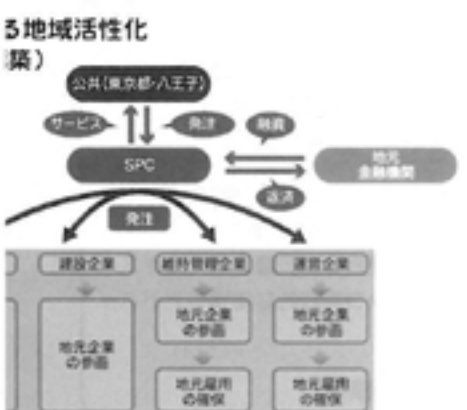 る地域活性化
築）
公共（東京都・八王子）
サービス
発注
融資
SPC
地元
金融機関
返済
発注
建設企業
維持管理企業
運営企業
地元企業
の参画
地元企業
の参画
地元企業
の参画
地元雇用
の確保
地元雇用
の確保